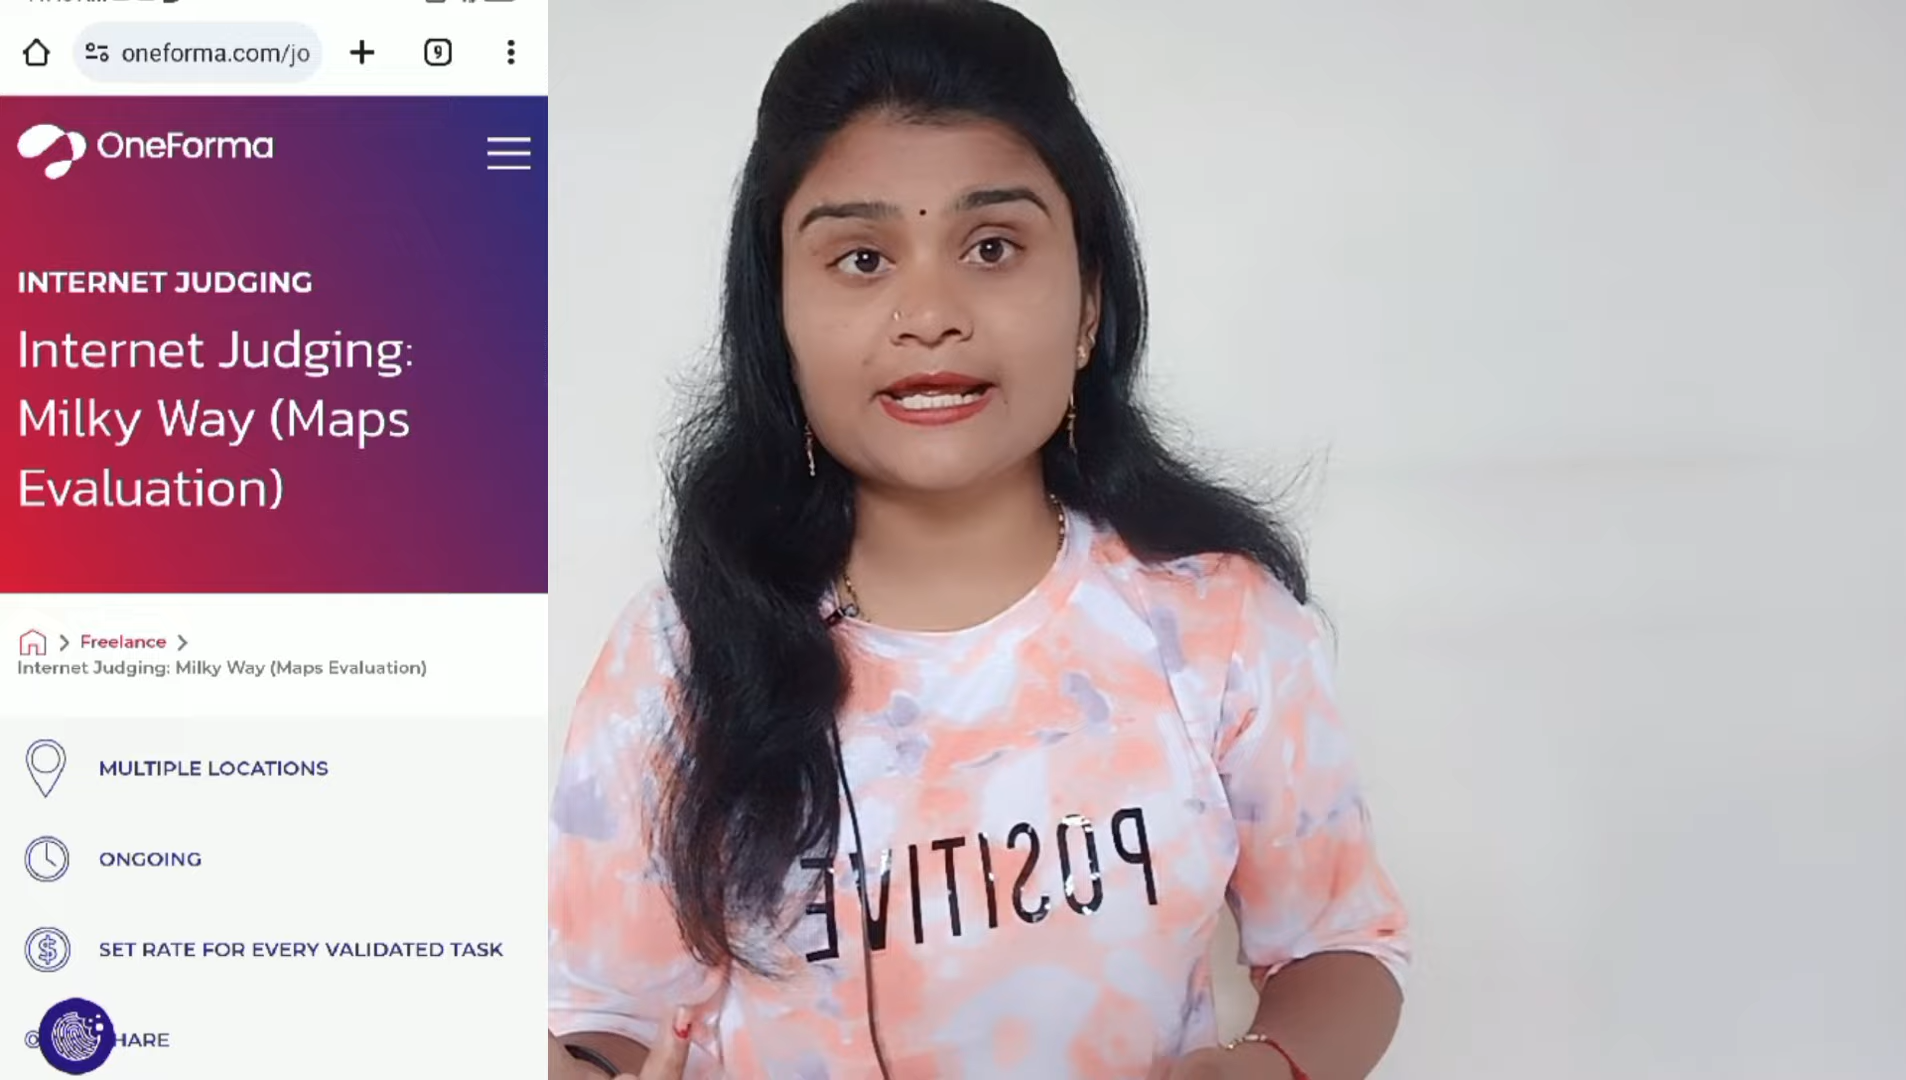 oneforma.com/jo
9
OneForma
INTERNET JUDGING
Internet Judging:
Milky Way (Maps
Evaluation)
Freelance
Internet Judging: Milky Way (Maps Evaluation)
MULTIPLE LOCATIONS
ONGOING
SET RATE FOR EVERY VALIDATED TASK
HARE
POSITIVE